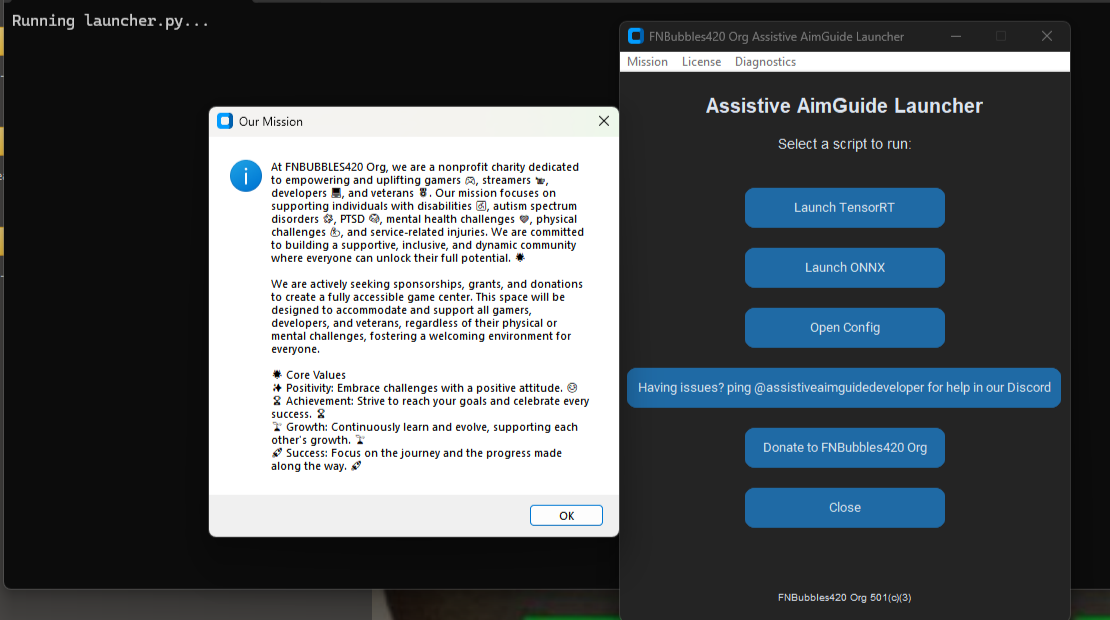 Running launcher.py...
FNBubbles420 Org Assistive AimGuide Launcher
Mission License Diagnostics
Assistive AimGuide Launcher
Select a script to run:
Launch TensorRT
Launch ONNX
Open Config
Having issues? ping @assistiveaimguidedeveloper for help in our Discord
Donate to FNBubbles420 Org
Close
FNBubbles420 Org 501(c)(3)
Our Mission
At FNBUBBLES420 Org, we are a nonprofit charity dedicated
to empowering and uplifting gamers 🎮, streamers 📹,
developers 💻, and veterans 🎖. Our mission focuses on
supporting individuals with disabilities ♿, autism spectrum
disorders 🧩, PTSD 🧠, mental health challenges 💖, physical
challenges 💪, and service-related injuries. We are committed
to building a supportive, inclusive, and dynamic community
where everyone can unlock their full potential. 🌟
We are actively seeking sponsorships, grants, and donations
to create a fully accessible game center. This space will be
designed to accommodate and support all gamers,
developers, and veterans, regardless of their physical or
mental challenges, fostering a welcoming environment for
everyone.
🌟 Core Values
✨ Positivity: Embrace challenges with a positive attitude. 😊
🏆 Achievement: Strive to reach your goals and celebrate every
success. 🏆
🌱 Growth: Continuously learn and evolve, supporting each
other's growth. 🌱
🚀 Success: Focus on the journey and the progress made
along the way. 🚀
OK